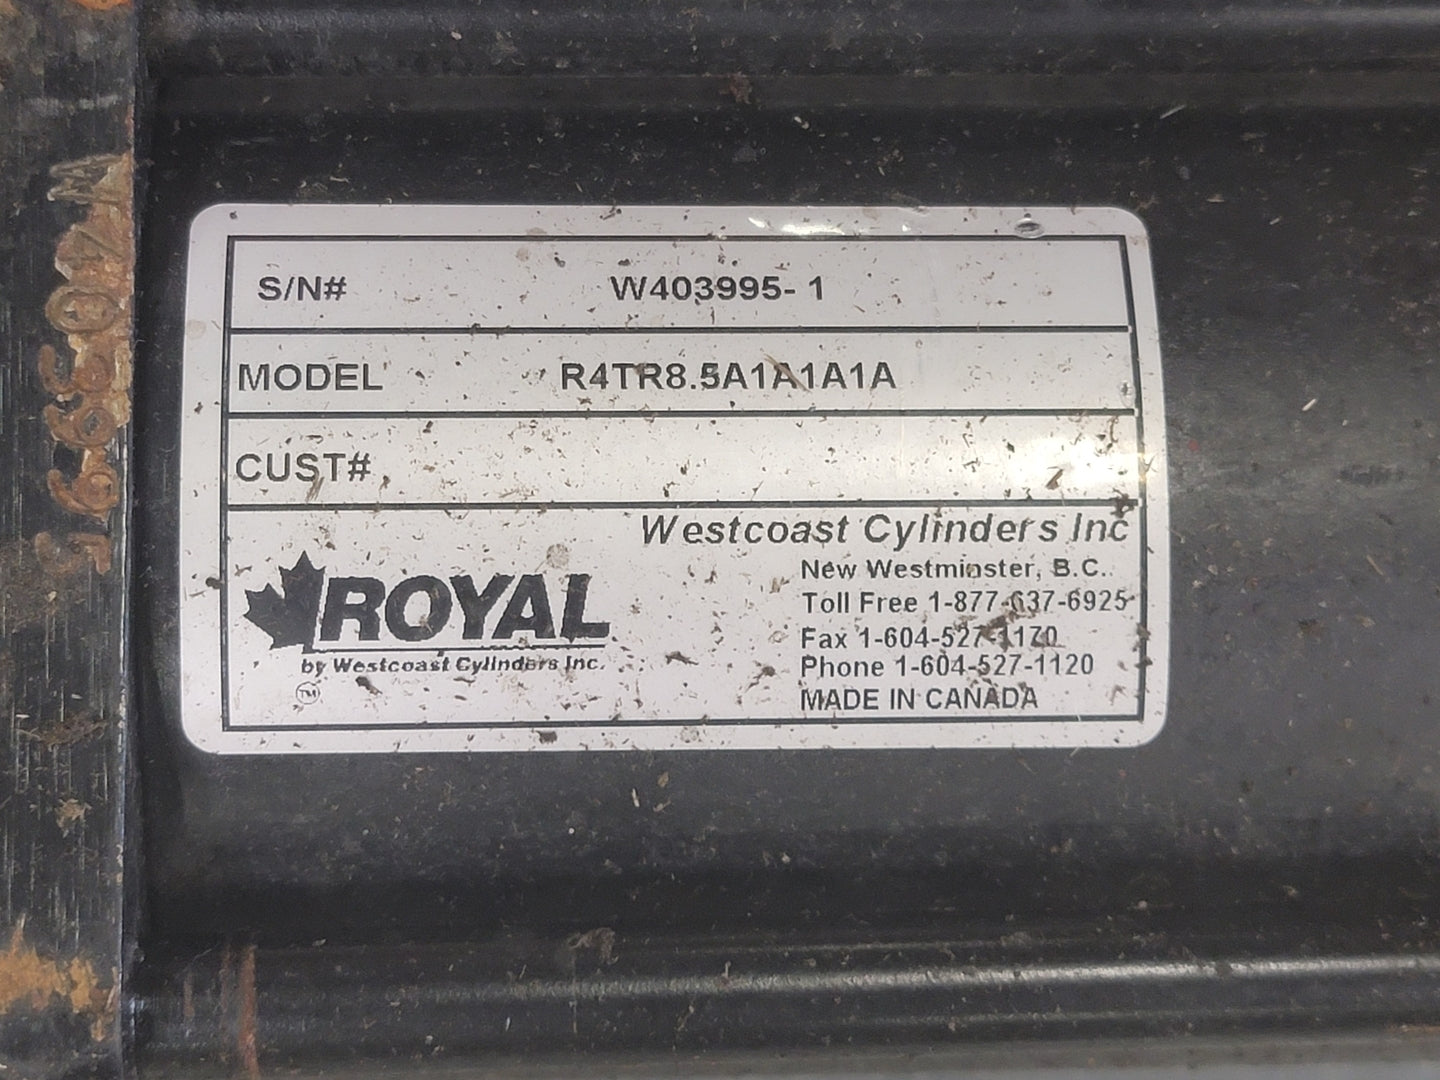 S/N# W403995- 1
MODEL R4TR8.5A1A1A1A
CUST#
Westcoast Cylinders Inc
New Westminster, B.C.
Toll Free 1-877-637-6925
Fax 1-604-527-1170
Phone 1-604-527-1120
MADE IN CANADA
ROYAL
by Westcoast Cylinders Inc.
TM